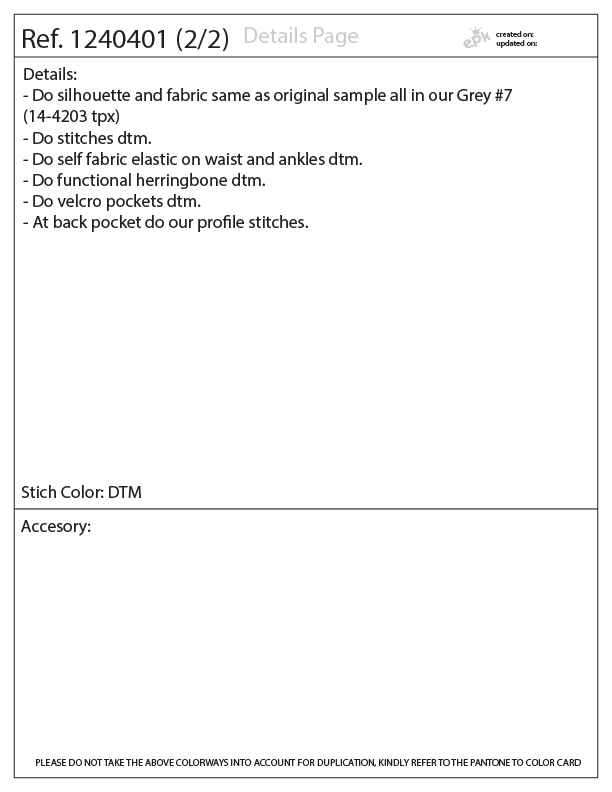 Ref. 1240401 (2/2) Details Page
epk
created on:
updated on:
Details:
- Do silhouette and fabric same as original sample all in our Grey #7
(14-4203 tpx)
- Do stitches dtm.
- Do self fabric elastic on waist and ankles dtm.
- Do functional herringbone dtm.
- Do velcro pockets dtm.
- At back pocket do our profile stitches.
Stich Color: DTM
Accesory:
PLEASE DO NOT TAKE THE ABOVE COLORWAYS INTO ACCOUNT FOR DUPLICATION, KINDLY REFER TO THE PANTONE TO COLOR CARD